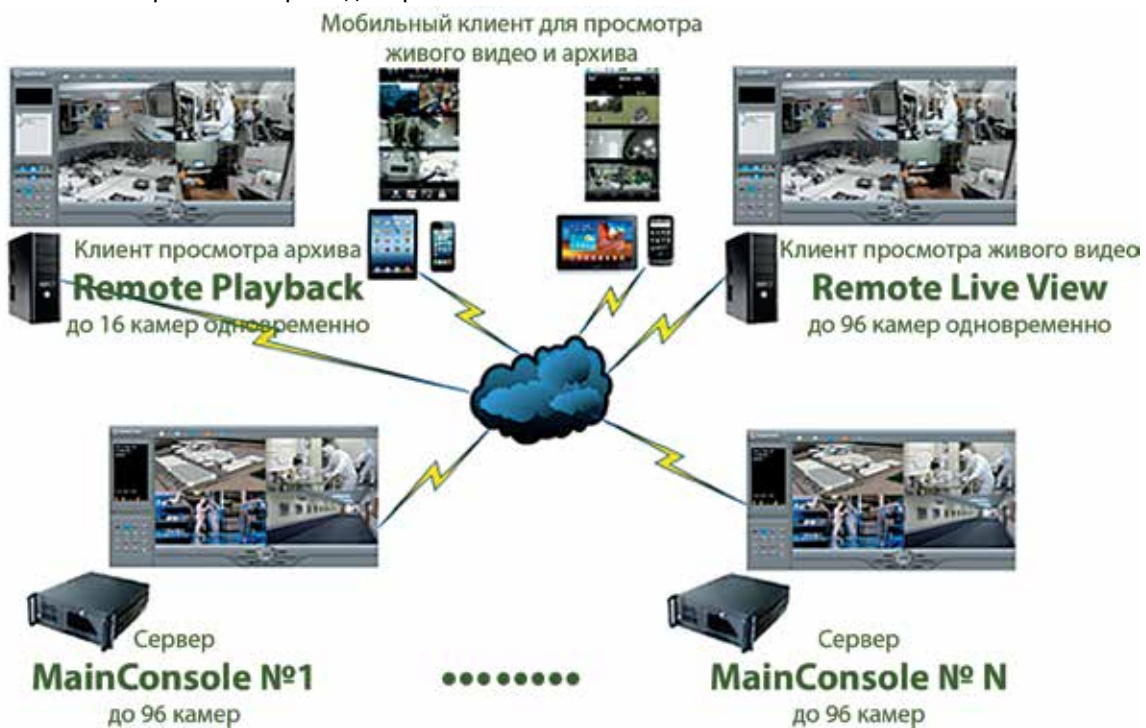 Мобильный клиент для просмотра
живого видео и архива
Клиент просмотра архива
Remote Playback
до 16 камер одновременно
Клиент просмотра живого видео
Remote Live View
до 96 камер одновременно
Сервер
MainConsole №1
до 96 камер
Сервер
MainConsole № N
до 96 камер